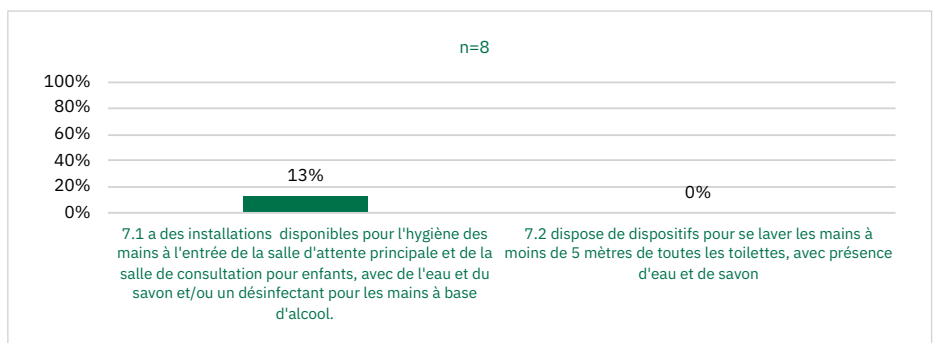 n=8
100%
80%
60%
40%
20%
0%
13%
0%
7.1 a des installations  disponibles pour l'hygiène des
mains à l'entrée de la salle d'attente principale et de la
salle de consultation pour enfants, avec de l'eau et du
savon et/ou un désinfectant pour les mains à base
d'alcool.
7.2 dispose de dispositifs pour se laver les mains à
moins de 5 mètres de toutes les toilettes, avec présence
d'eau et de savon